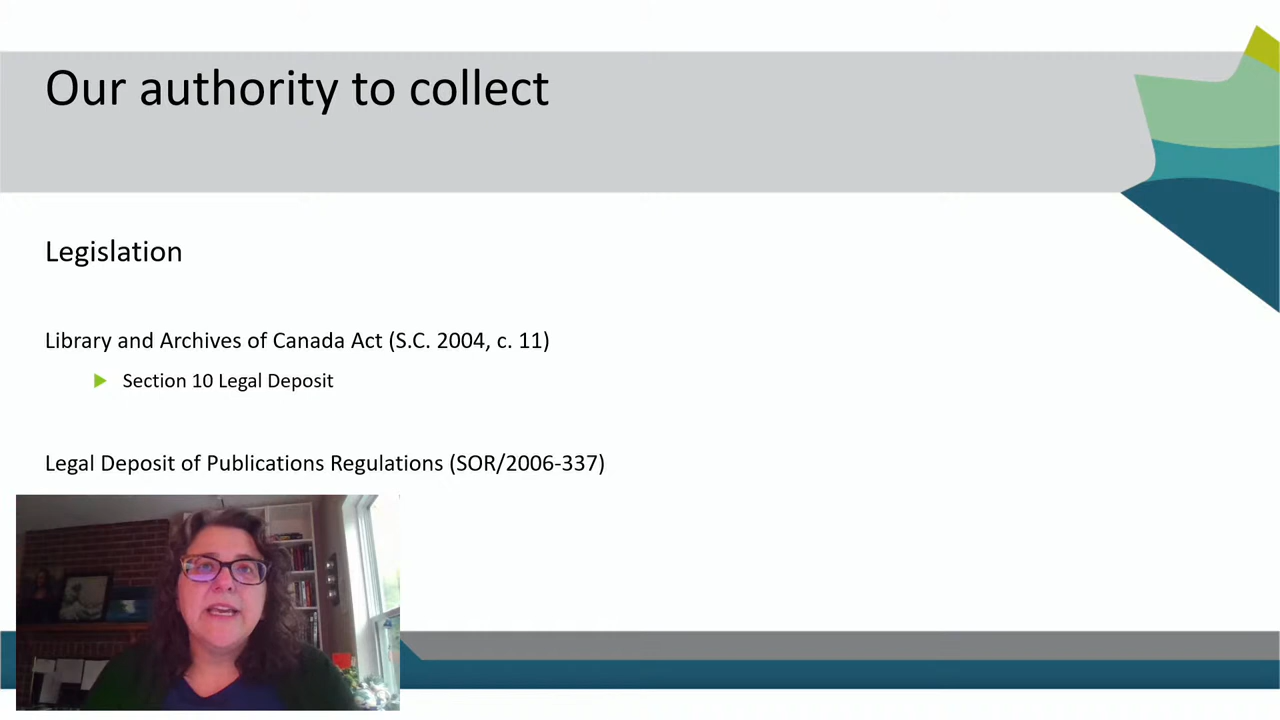 Our authority to collect
Legislation
Library and Archives of Canada Act (S.C. 2004, c. 11)
Section 10 Legal Deposit
Legal Deposit of Publications Regulations (SOR/2006-337)